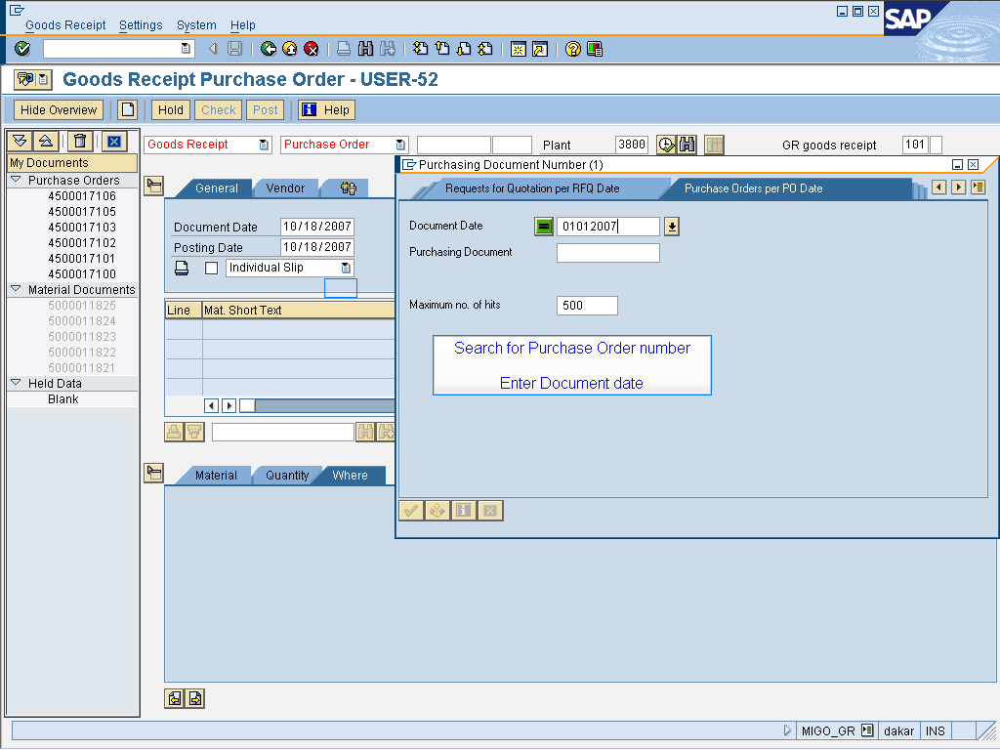 Goods Receipt Settings System Help
SAP
Goods Receipt Purchase Order - USER-52
Hide Overview Hold Check Post Help
Goods Receipt Purchase Order Plant 3800 GR goods receipt 101
My Documents
Purchase Orders
4500017106
4500017105
4500017103
4500017102
4500017101
4500017100
Material Documents
5000011825
5000011824
5000011823
5000011822
5000011821
Held Data
Blank
General Vendor
Document Date 10/18/2007
Posting Date 10/18/2007
Individual Slip
Line Mat. Short Text
Material Quantity Where
Purchasing Document Number (1)
Requests for Quotation per RFQ Date Purchase Orders per PO Date
Document Date 01012007
Purchasing Document
Maximum no. of hits 500
Search for Purchase Order number
Enter Document date
MIGO_GR dakar INS